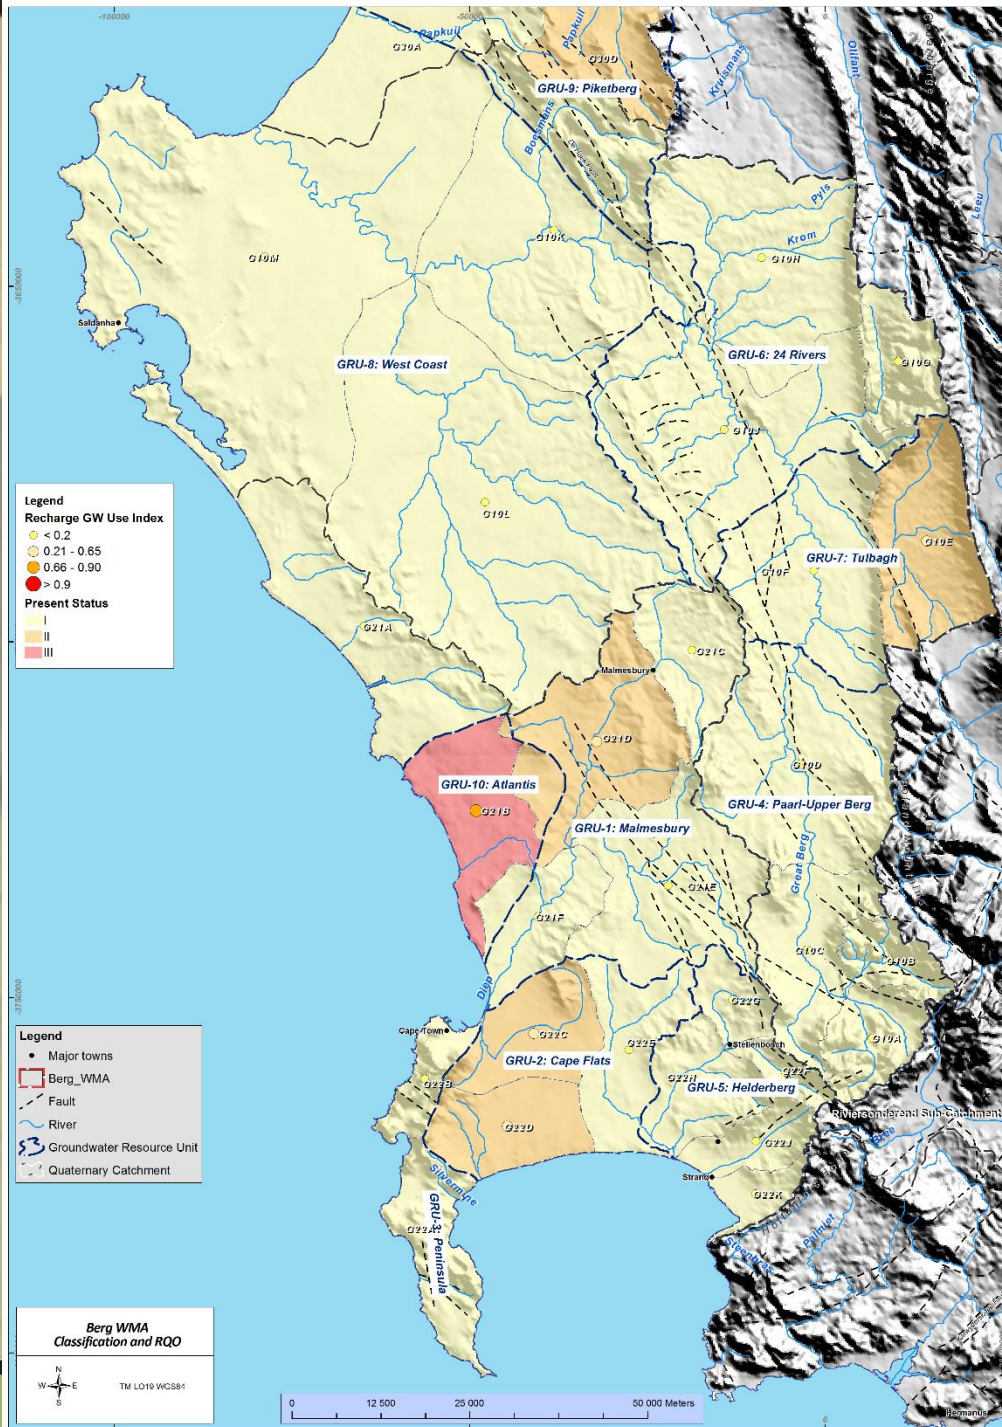 -100000
-50000
0
Papkuil
G30A
Papkuil
G30D
Kruismans
Olifant
GRU-9: Piketberg
Boesmans
Pyls
Leeu
Krom
G10K
G10H
G10M
-3650000
Saldanha
GRU-8: West Coast
GRU-6: 24 Rivers
G10G
G10J
Legend
Recharge GW Use Index
< 0.2
0.21 - 0.65
0.66 - 0.90
> 0.9
Present Status
I
II
III
G10L
G10E
GRU-7: Tulbagh
G10F
G21A
G21C
Malmesbury
G21D
G10D
GRU-10: Atlantis
GRU-4: Paarl-Upper Berg
G21B
GRU-1: Malmesbury
Great Berg
G21E
G21F
G10C
G10B
-3750000
Diep
G22G
Cape Town
G22C
Stellenbosch
G10A
G22E
GRU-2: Cape Flats
G22F
G22B
G22H
GRU-5: Helderberg
Legend
Major towns
Berg_WMA
Fault
River
Groundwater Resource Unit
Quaternary Catchment
Riviersonderend Sub-Catchment
G22D
Bree
G22J
Silvermine
Strand
G22K
GRU-3: Peninsula
G22A
Palmiet
Steenbras
Berg WMA
Classification and RQO
N
W E
S
TM LO19 WGS84
0 12 500 25 000 50 000 Meters
0
Hermanus